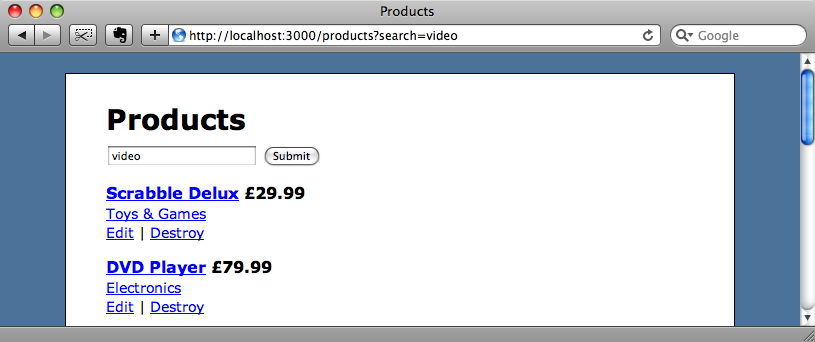 Products
http://localhost:3000/products?search=video
Google
Products
video
Submit
Scrabble Delux £29.99
Toys & Games
Edit | Destroy
DVD Player £79.99
Electronics
Edit | Destroy